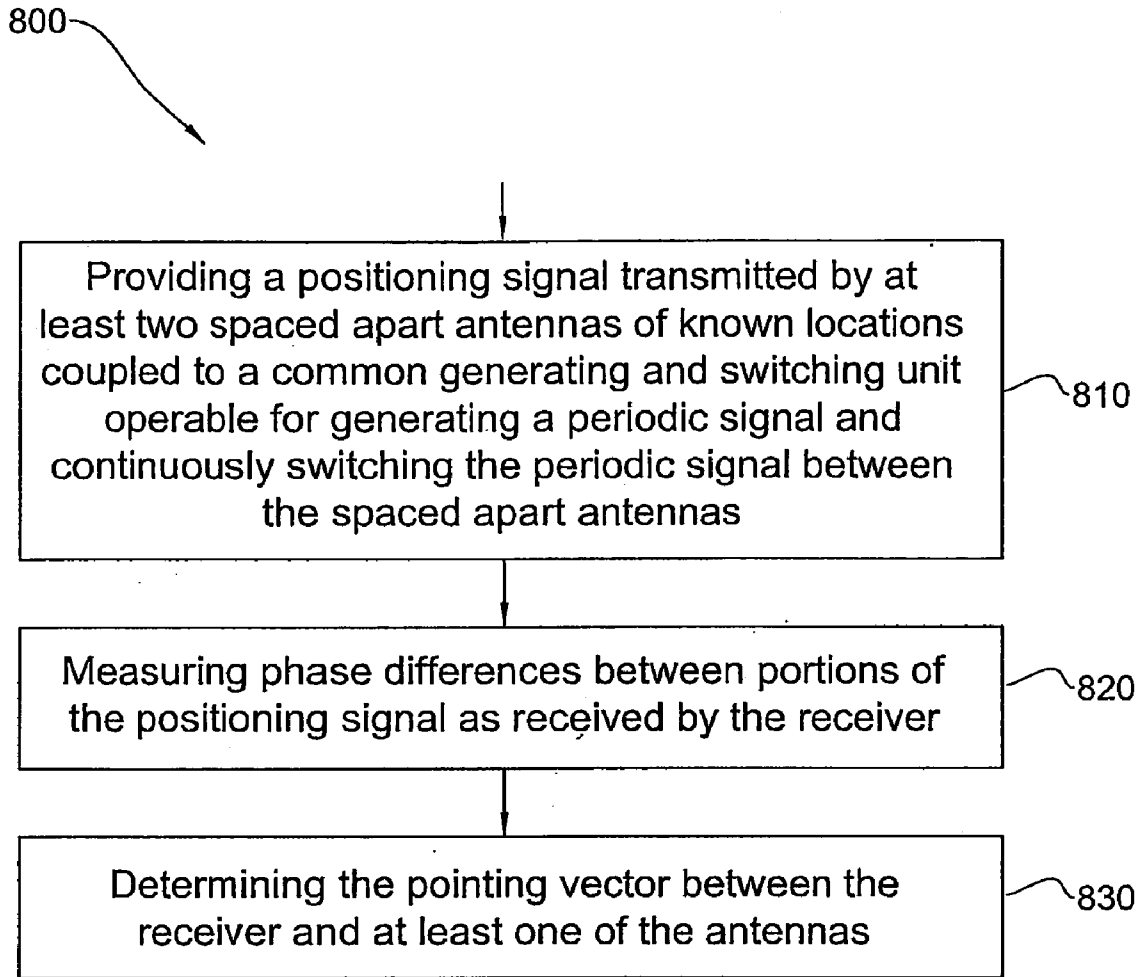 800
Providing a positioning signal transmitted by at
least two spaced apart antennas of known locations
coupled to a common generating and switching unit
operable for generating a periodic signal and
continuously switching the periodic signal between
the spaced apart antennas
810
Measuring phase differences between portions of
the positioning signal as received by the receiver
820
Determining the pointing vector between the
receiver and at least one of the antennas
830